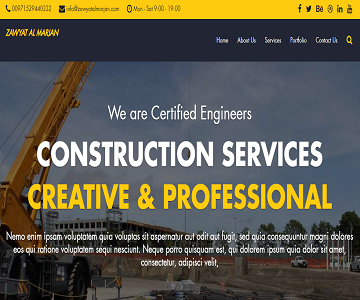 00971529440332 info@zawyatalmarjan.com Mon - Sat 9:00 - 19:00
ZAWYAT AL MARJAN
Home About Us Services Portfolio Contact Us
We are Certified Engineers
CONSTRUCTION SERVICES
CREATIVE & PROFESSIONAL
Nemo enim ipsam voluptatem quia voluptas sit aspernatur aut odit aut fugit, sed quia consequuntur magni dolores
eos qui ratione voluptatem sequi nesciunt. Neque porro quisquam est, qui dolorem ipsum quia dolor sit amet,
consectetur, adipisci velit,